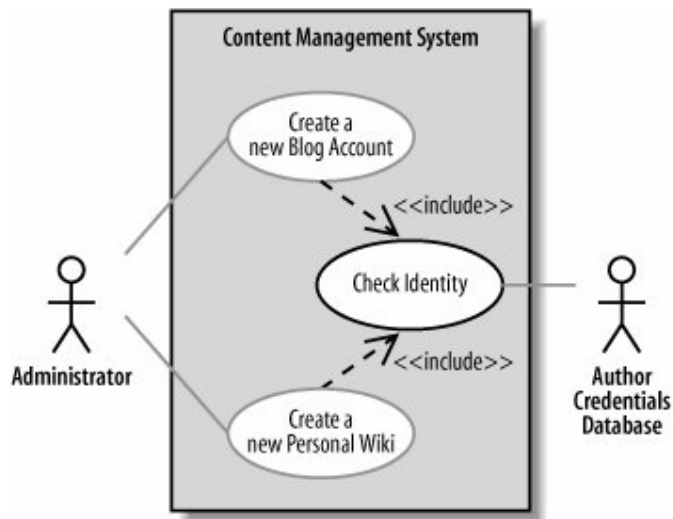 Content Management System
Create a
new Blog Account
<<include>>
Check Identity
<<include>>
Administrator
Author
Credentials
Database
Create a
new Personal Wiki